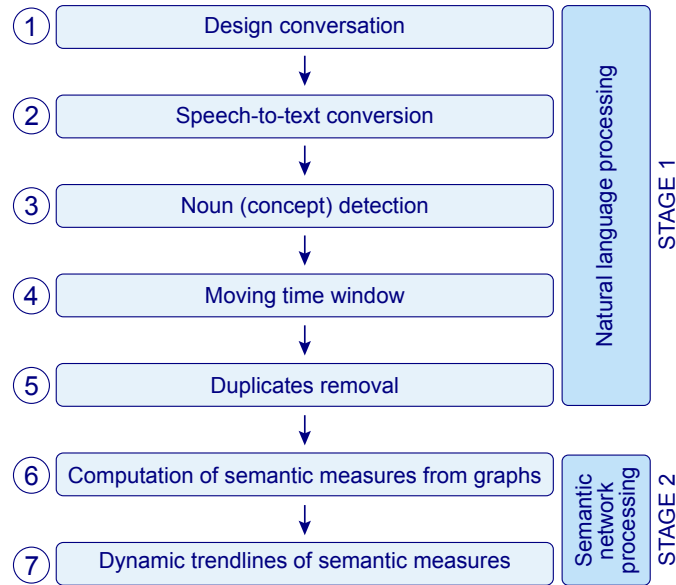 1 Design conversation
2 Speech-to-text conversion
3 Noun (concept) detection
4 Moving time window
5 Duplicates removal
Natural language processing
STAGE 1
6 Computation of semantic measures from graphs
7 Dynamic trendlines of semantic measures
Semantic
network
processing
STAGE 2